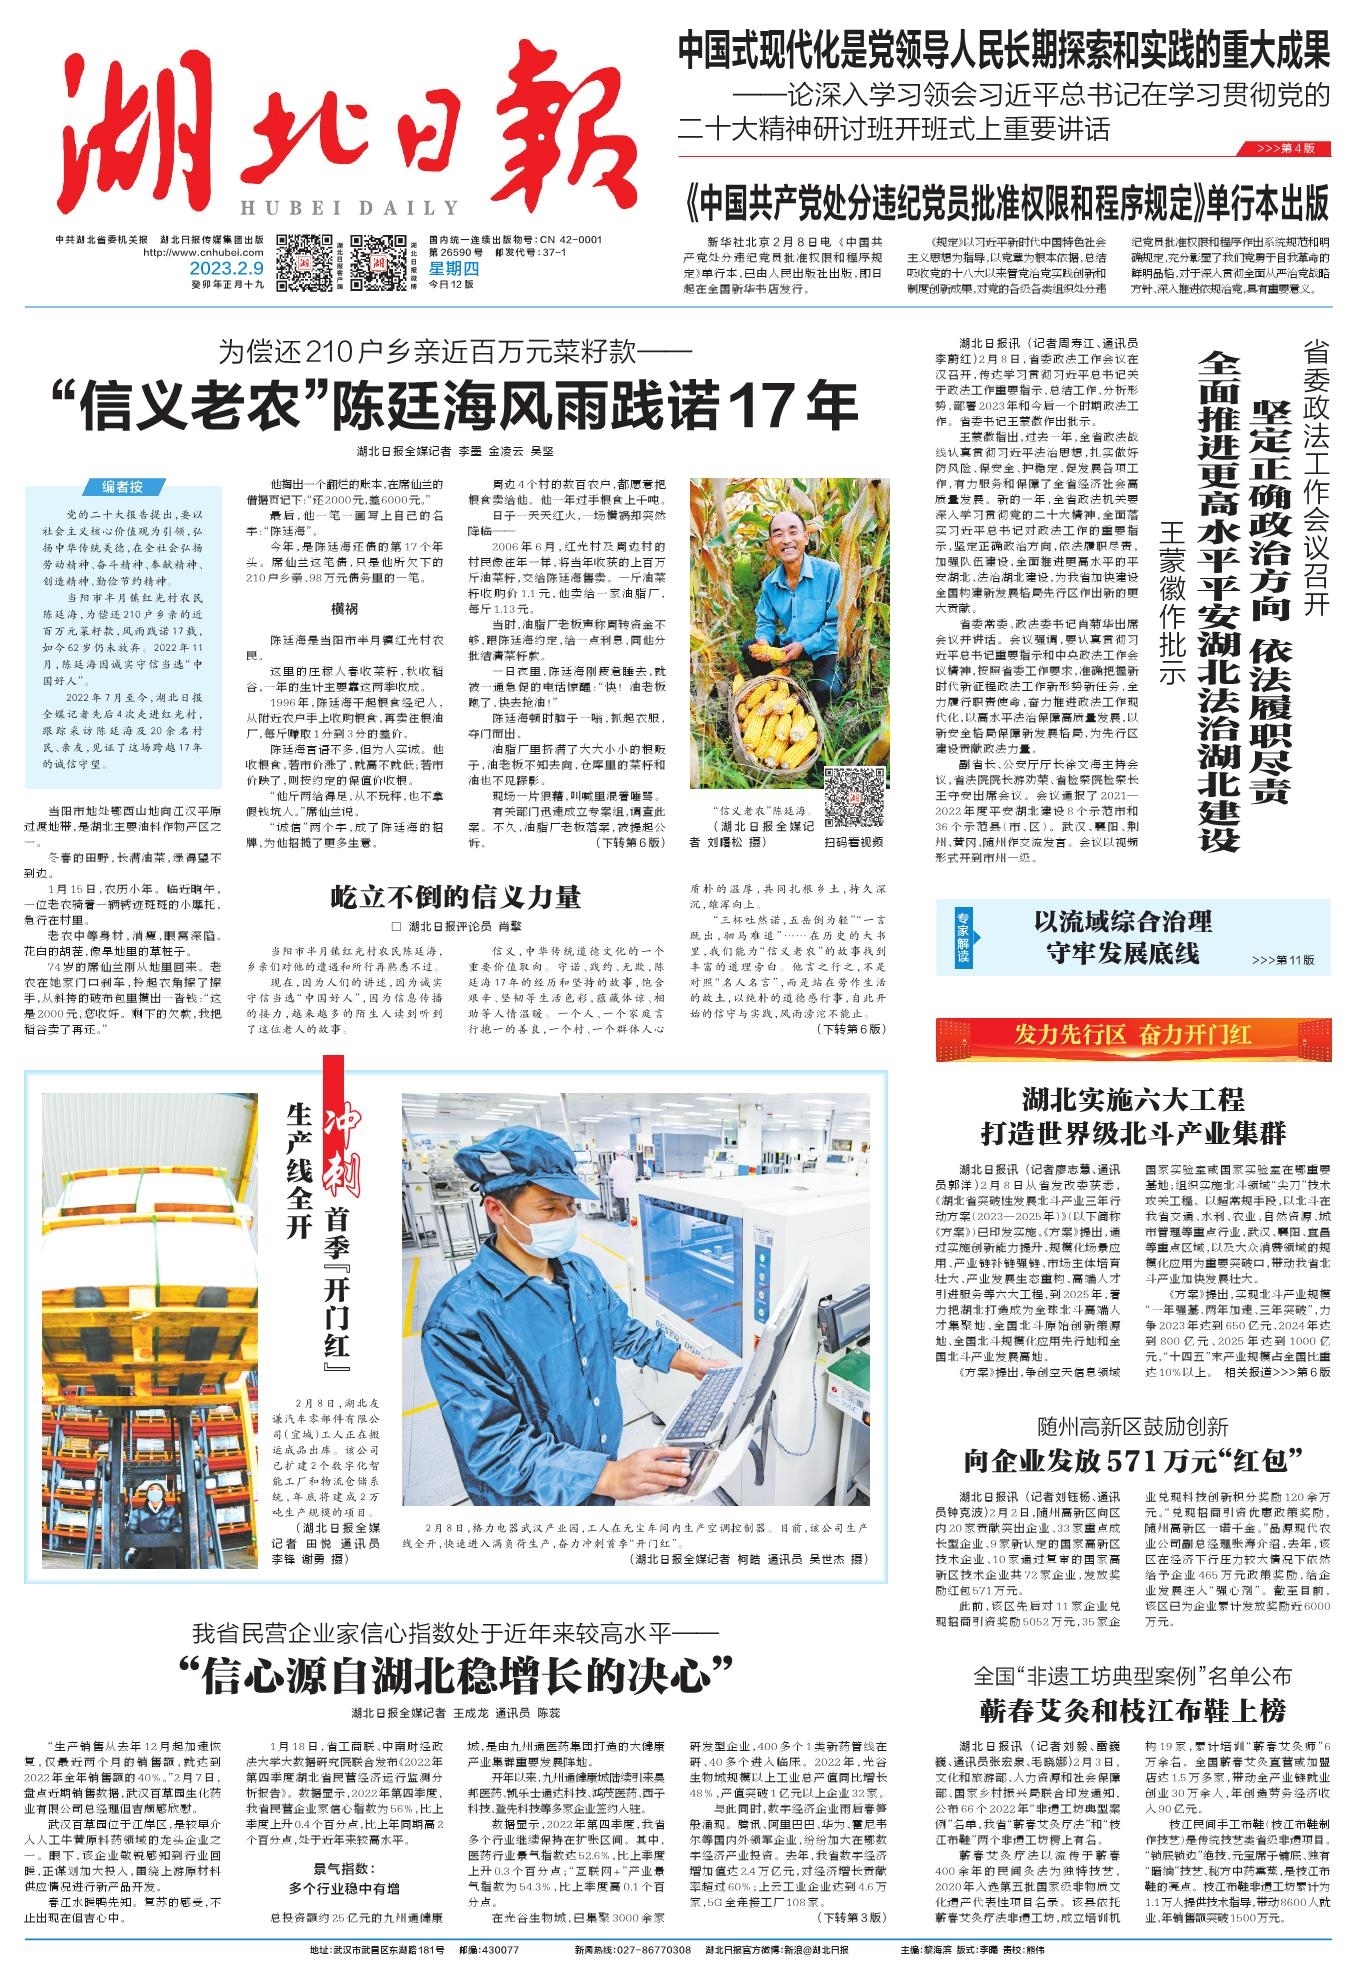 湖北日報
HUBEI DAILY
中共湖北省委机关报 湖北日报传媒集团出版
http://www.cnhubei.com
2023.2.9
癸卯年正月十九
湖北日报客户端
湖北日报微博
国内统一连续出版物号：CN 42-0001
第26590号 邮发代号：37-1
星期四
今日12版
中国式现代化是党领导人民长期探索和实践的重大成果
——论深入学习领会习近平总书记在学习贯彻党的
二十大精神研讨班开班式上重要讲话
>>>第4版
《中国共产党处分违纪党员批准权限和程序规定》单行本出版
新华社北京2月8日电 《中国共
产党处分违纪党员批准权限和程序规
定》单行本，已由人民出版社出版，即日
起在全国新华书店发行。
《规定》以习近平新时代中国特色社会
主义思想为指导，以党章为根本依据，总结
吸收党的十八大以来管党治党实践创新和
制度创新成果，对党的各级各类组织处分违
纪党员批准权限和程序作出系统规范和明
确规定，充分彰显了我们党勇于自我革命的
鲜明品格，对于深入贯彻全面从严治党战略
方针、深入推进依规治党，具有重要意义。
为偿还210户乡亲近百万元菜籽款——
“信义老农”陈廷海风雨践诺17年
湖北日报全媒记者 李墨 金凌云 吴坚
编者按
党的二十大报告提出，要以
社会主义核心价值观为引领，弘
扬中华传统美德，在全社会弘扬
劳动精神、奋斗精神、奉献精神、
创造精神、勤俭节约精神。
当阳市半月镇红光村农民
陈廷海，为偿还210户乡亲的近
百万元菜籽款，风雨践诺17载，
如今62岁仍未放弃。2022年11
月，陈廷海因诚实守信当选“中
国好人”。
2022年7月至今，湖北日报
全媒记者先后4次走进红光村，
跟踪采访陈廷海及20余名村
民、亲友，见证了这场跨越17年
的诚信守望。
当阳市地处鄂西山地向江汉平原
过渡地带，是湖北主要油料作物产区之
一。
冬春的田野，长满油菜，绿得望不
到边。
1月15日，农历小年。临近晌午，
一位老农骑着一辆锈迹斑斑的小摩托，
急行在村里。
老农中等身材，消瘦，眼窝深陷。
花白的胡茬，像旱地里的草桩子。
74岁的席仙兰刚从地里回来。老
农在她家门口刹车，拎起衣角擦了擦
手，从斜挎的破布包里摸出一沓钱：“这
是2000元，您收好。剩下的欠款，我把
稻谷卖了再还。”
他掏出一个翻烂的账本，在席仙兰的
借据页记下：“还2000元，差6000元。”
最后，他一笔一画写上自己的名
字：“陈廷海”。
今年，是陈廷海还债的第17个年
头。席仙兰这笔债，只是他所欠下的
210户乡亲、98万元债务里的一笔。
横祸
陈廷海是当阳市半月镇红光村农
民。
这里的庄稼人春收菜籽，秋收稻
谷，一年的生计主要靠这两季收成。
1996年，陈廷海干起粮食经纪人，
从附近农户手上收购粮食，再卖往粮油
厂，每斤赚取1分到3分的差价。
陈廷海言语不多，但为人实诚。他
收粮食，若市价涨了，就高不就低；若市
价跌了，则按约定的保值价收粮。
“他斤两给得足，从不玩秤，也不拿
假钱坑人。”席仙兰说。
“诚信”两个字，成了陈廷海的招
牌，为他招揽了更多生意。
周边4个村的数百农户，都愿意把
粮食卖给他。他一年过手粮食上千吨。
日子一天天红火，一场横祸却突然
降临——
2006年6月，红光村及周边村的
村民像往年一样，将当年收获的上百万
斤油菜籽，交给陈廷海售卖。一斤油菜
籽收购价1.1元，他卖给一家油脂厂，
每斤1.13元。
当时，油脂厂老板声称周转资金不
够，跟陈廷海约定，给一点利息，同他分
批结清菜籽款。
一日夜里，陈廷海刚疲惫睡去，就
被一通急促的电话惊醒：“快！油老板
跑了，快去抢油！”
陈廷海顿时脑子一嗡，抓起衣服，
夺门而出。
油脂厂里挤满了大大小小的粮贩
子，油老板不知去向，仓库里的菜籽和
油也不见踪影。
现场一片狼藉，叫喊里混着唾骂。
有关部门迅速成立专案组，调查此
案。不久，油脂厂老板落案，被提起公
诉。 （下转第6版）
“信义老农”陈廷海。
（湖北日报全媒记
者 刘曙松 摄）
扫码看视频
屹立不倒的信义力量
□ 湖北日报评论员 肖擎
当阳市半月镇红光村农民陈廷海，
乡亲们对他的遭遇和所行再熟悉不过。
现在，因为人们的讲述，因为诚实
守信当选“中国好人”，因为信息传播
的接力，越来越多的陌生人读到听到
了这位老人的故事。
信义，中华传统道德文化的一个
重要价值取向。守诺、践约、无欺，陈
廷海17年的经历和坚持的故事，饱含
艰辛、坚韧等生活色彩，蕴藏体谅、相
助等人情温暖。一个人、一个家庭言
行抱一的善良，一个村、一个群体人心
质朴的温厚，共同扎根乡土，持久深
沉，雄浑向上。
“三杯吐然诺，五岳倒为轻”“一言
既出，驷马难追”……在历史的大书
里，我们能为“信义老农”的故事找到
丰富的道理旁白。他言之行之，不是
对照“名人名言”，而是站在劳作生活
的故土，以纯朴的道德感行事，自此开
始的信守与实践，风雨滂沱不能止。
（下转第6版）
省委政法工作会议召开
坚定正确政治方向 依法履职尽责
全面推进更高水平平安湖北法治湖北建设
王蒙徽作批示
湖北日报讯（记者周寿江、通讯员
李蔚红）2月8日，省委政法工作会议在
汉召开，传达学习贯彻习近平总书记关
于政法工作重要指示，总结工作，分析形
势，部署2023年和今后一个时期政法工
作。省委书记王蒙徽作出批示。
王蒙徽指出，过去一年，全省政法战
线认真贯彻习近平法治思想，扎实做好
防风险、保安全、护稳定、促发展各项工
作，有力服务和保障了全省经济社会高
质量发展。新的一年，全省政法机关要
深入学习贯彻党的二十大精神，全面落
实习近平总书记对政法工作的重要指
示，坚定正确政治方向，依法履职尽责，
加强队伍建设，全面推进更高水平的平
安湖北、法治湖北建设，为我省加快建设
全国构建新发展格局先行区作出新的更
大贡献。
省委常委、政法委书记肖菊华出席
会议并讲话。会议强调，要认真贯彻习
近平总书记重要指示和中央政法工作会
议精神，按照省委工作要求，准确把握新
时代新征程政法工作新形势新任务，全
力履行职责使命，奋力推进政法工作现
代化，以高水平法治保障高质量发展，以
新安全格局保障新发展格局，为先行区
建设贡献政法力量。
副省长、公安厅厅长徐文海主持会
议，省法院院长游劝荣、省检察院检察长
王守安出席会议。会议通报了2021—
2022年度平安湖北建设8个示范市和
36个示范县（市、区）。武汉、襄阳、荆
州、黄冈、随州作交流发言。会议以视频
形式开到市州一级。
专家解读
以流域综合治理
守牢发展底线
>>>第11版
发力先行区 奋力开门红
湖北实施六大工程
打造世界级北斗产业集群
湖北日报讯（记者廖志慧、通讯
员郭洋）2月8日从省发改委获悉，
《湖北省突破性发展北斗产业三年行
动方案（2023—2025年）》（以下简称
《方案》）已印发实施。《方案》提出，通
过实施创新能力提升、规模化场景应
用、产业链补链强链、市场主体培育
壮大、产业发展生态重构、高端人才
引进服务等六大工程，到2025年，着
力把湖北打造成为全球北斗高端人
才集聚地、全国北斗原始创新策源
地、全国北斗规模化应用先行地和全
国北斗产业发展高地。
《方案》提出，争创空天信息领域
国家实验室或国家实验室在鄂重要
基地；组织实施北斗领域“尖刀”技术
攻关工程。以超常规手段，以北斗在
我省交通、水利、农业、自然资源、城
市管理等重点行业，武汉、襄阳、宜昌
等重点区域，以及大众消费领域的规
模化应用为重要突破口，带动我省北
斗产业加快发展壮大。
《方案》提出，实现北斗产业规模
“一年强基、两年加速、三年突破”，力
争2023年达到650亿元、2024年达
到800亿元、2025年达到1000亿
元，“十四五”末产业规模占全国比重
达10%以上。 相关报道>>>第6版
生产线全开
冲刺
首季『开门红』
2月8日，湖北友
谦汽车零部件有限公
司（宜城）工人正在搬
运成品出库。该公司
已扩建2个数字化智
能工厂和物流仓储系
统，年底将建成2万
吨生产规模的项目。
（湖北日报全媒
记者 田悦 通讯员
李锋 谢勇 摄）
2月8日，格力电器武汉产业园，工人在无尘车间内生产空调控制器。目前，该公司生产
线全开，快速进入满负荷生产，奋力冲刺首季“开门红”。
（湖北日报全媒记者 柯皓 通讯员 吴世杰 摄）
随州高新区鼓励创新
向企业发放571万元“红包”
湖北日报讯（记者刘钰杨、通讯
员钟克波）2月2日，随州高新区向区
内20家贡献突出企业、33家重点成
长型企业、9家新认定的国家高新区
技术企业、10家通过复审的国家高
新区技术企业共72家企业，发放奖
励红包571万元。
此前，该区先后对11家企业兑
现招商引资奖励5052万元，35家企
业兑现科技创新积分奖励120余万
元。“兑现招商引资优惠政策奖励，
随州高新区一诺千金。”品源现代农
业公司副总经理张涛介绍，去年，该
区在经济下行压力较大情况下依然
给予企业465万元政策奖励，给企
业发展注入“强心剂”。截至目前，
该区已为企业累计发放奖励近6000
万元。
全国“非遗工坊典型案例”名单公布
蕲春艾灸和枝江布鞋上榜
湖北日报讯（记者刘毅、雷巍
巍、通讯员张宏泉、毛晓娜）2月3日，
文化和旅游部、人力资源和社会保障
部、国家乡村振兴局联合印发通知，
公布66个2022年“非遗工坊典型案
例”名单，我省“蕲春艾灸疗法”和“枝
江布鞋”两个非遗工坊榜上有名。
蕲春艾灸疗法以流传于蕲春
400余年的民间灸法为独特技艺，
2020年入选第五批国家级非物质文
化遗产代表性项目名录。该县依托
蕲春艾灸疗法非遗工坊，成立培训机
构19家，累计培训“蕲春艾灸师”6
万余名。全国蕲春艾灸直营或加盟
店达1.5万多家，带动全产业链就业
创业30万余人，年创造劳务经济收
入90亿元。
枝江民间手工布鞋（枝江布鞋制
作技艺）是传统技艺类省级非遗项目。
“锁底锁边”绝技、元宝席子铺底、独有
“暗绱”技艺、秘方中药熏蒸，是枝江布
鞋的亮点。枝江布鞋非遗工坊累计为
1.1万人提供技术指导，带动8600人就
业，年销售额突破1500万元。
我省民营企业家信心指数处于近年来较高水平——
“信心源自湖北稳增长的决心”
湖北日报全媒记者 王成龙 通讯员 陈蕊
“生产销售从去年12月起加速恢
复，仅最近两个月的销售额，就达到
2022年全年销售额的40%。”2月7日，
盘点近期销售数据，武汉百草园生化药
业有限公司总经理但吉颇感欣慰。
武汉百草园位于江岸区，是较早介
入人工牛黄原料药领域的龙头企业之
一。眼下，该企业敏锐感知到行业回
暖，正谋划加大投入，围绕上游原材料
供应情况进行新产品开发。
春江水暖鸭先知。复苏的感受，不
止出现在但吉心中。
1月18日，省工商联、中南财经政
法大学大数据研究院联合发布《2022年
第四季度湖北省民营经济运行监测分
析报告》。数据显示，2022年第四季度，
我省民营企业家信心指数为56%，比上
季度上升0.4个百分点，比上年同期高2
个百分点，处于近年来较高水平。
景气指数：
多个行业稳中有增
总投资额约25亿元的九州通健康
城，是由九州通医药集团打造的大健康
产业集群重要发展阵地。
开年以来，九州通健康城陆续引来昊
邦医药、凯乐士通达科技、鸿茂医药、西子
科技、登先科技等多家企业签约入驻。
数据显示，2022年第四季度，我省
多个行业继续保持在扩张区间。其中，
医药行业景气指数达52.6%，比上季度
上升0.3个百分点；“互联网+”产业景
气指数为54.3%，比上季度高0.1个百
分点。
在光谷生物城，已集聚3000余家
研发型企业，400多个1类新药管线在
研、40多个进入临床。2022年，光谷
生物城规模以上工业总产值同比增长
48%，产值突破1亿元以上企业32家。
与此同时，数字经济企业雨后春笋
般涌现。腾讯、阿里巴巴、华为、霍尼韦
尔等国内外领军企业，纷纷加大在鄂数
字经济产业投资。去年，我省数字经济
增加值达2.4万亿元，对经济增长贡献
率超过60%；上云工业企业达到4.6万
家，5G全连接工厂108家。
（下转第3版）
地址：武汉市武昌区东湖路181号 邮编：430077 新闻热线：027-86770308 湖北日报官方微博：新浪@湖北日报 主编：黎海滨 版式：李曦 责校：熊伟